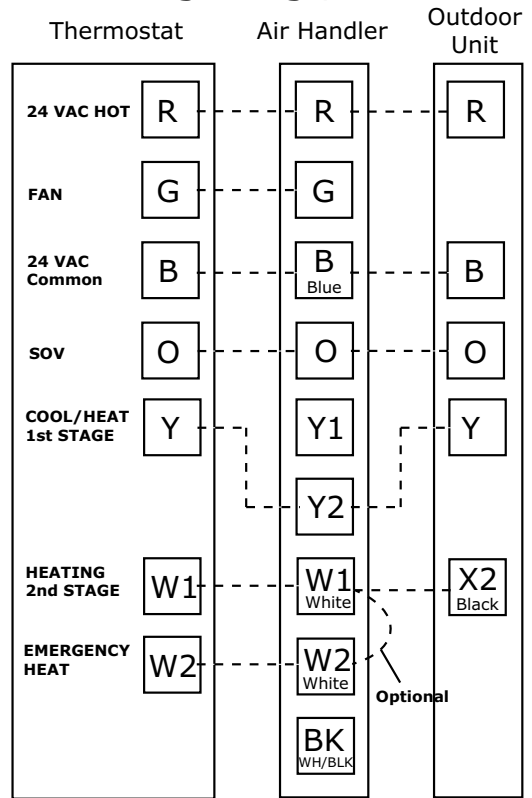 Thermostat Air Handler Outdoor
Unit
24 VAC HOT R R R
FAN G G
24 VAC
Common B B Blue B
SOV O O O
COOL/HEAT
1st STAGE Y Y1 Y
Y2
HEATING
2nd STAGE W1 W1 White X2 Black
EMERGENCY
HEAT W2 W2 White
Optional
BK
WH/BLK